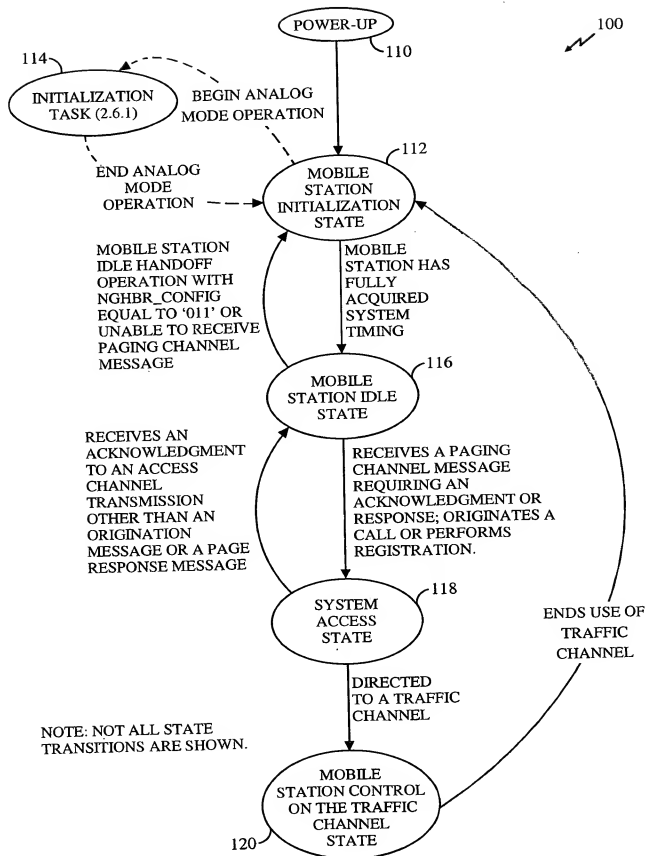 POWER-UP
110
100
114
INITIALIZATION
TASK (2.6.1)
BEGIN ANALOG
MODE OPERATION
END ANALOG
MODE
OPERATION
112
MOBILE
STATION
INITIALIZATION
STATE
MOBILE STATION
IDLE HANDOFF
OPERATION WITH
NGHBR_CONFIG
EQUAL TO '011' OR
UNABLE TO RECEIVE
PAGING CHANNEL
MESSAGE
MOBILE
STATION HAS
FULLY
ACQUIRED
SYSTEM
TIMING
116
MOBILE
STATION IDLE
STATE
RECEIVES AN
ACKNOWLEDGMENT
TO AN ACCESS
CHANNEL
TRANSMISSION
OTHER THAN AN
ORIGINATION
MESSAGE OR A PAGE
RESPONSE MESSAGE
RECEIVES A PAGING
CHANNEL MESSAGE
REQUIRING AN
ACKNOWLEDGMENT OR
RESPONSE; ORIGINATES A
CALL OR PERFORMS
REGISTRATION.
118
SYSTEM
ACCESS
STATE
ENDS USE OF
TRAFFIC
CHANNEL
DIRECTED
TO A TRAFFIC
CHANNEL
NOTE: NOT ALL STATE
TRANSITIONS ARE SHOWN.
MOBILE
STATION CONTROL
ON THE TRAFFIC
CHANNEL
STATE
120